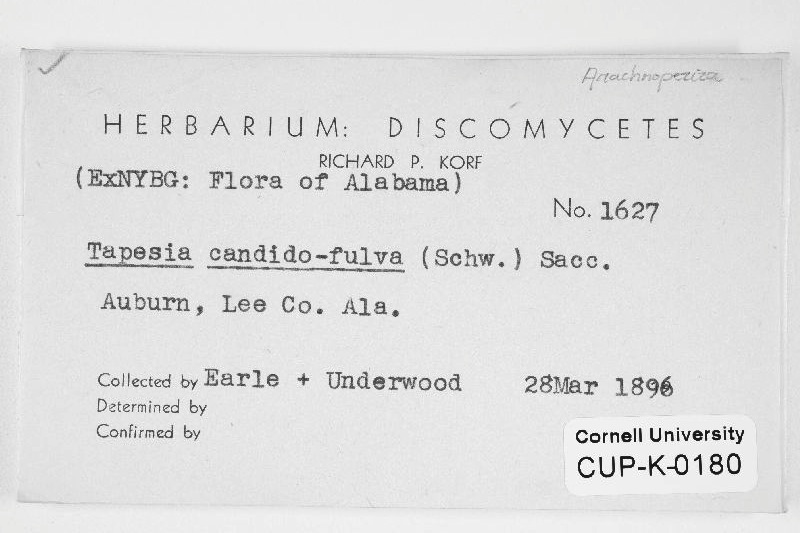 Arachnopeziza
HERBARIUM: DISCOMYCETES
RICHARD P. KORF
(ExNYBG: Flora of Alabama)
No. 1627
Tapesia candido-fulva (Schw.) Sacc.
Auburn, Lee Co. Ala.
Collected by Earle + Underwood 28Mar 1896
Determined by
Confirmed by
Cornell University
CUP-K-0180